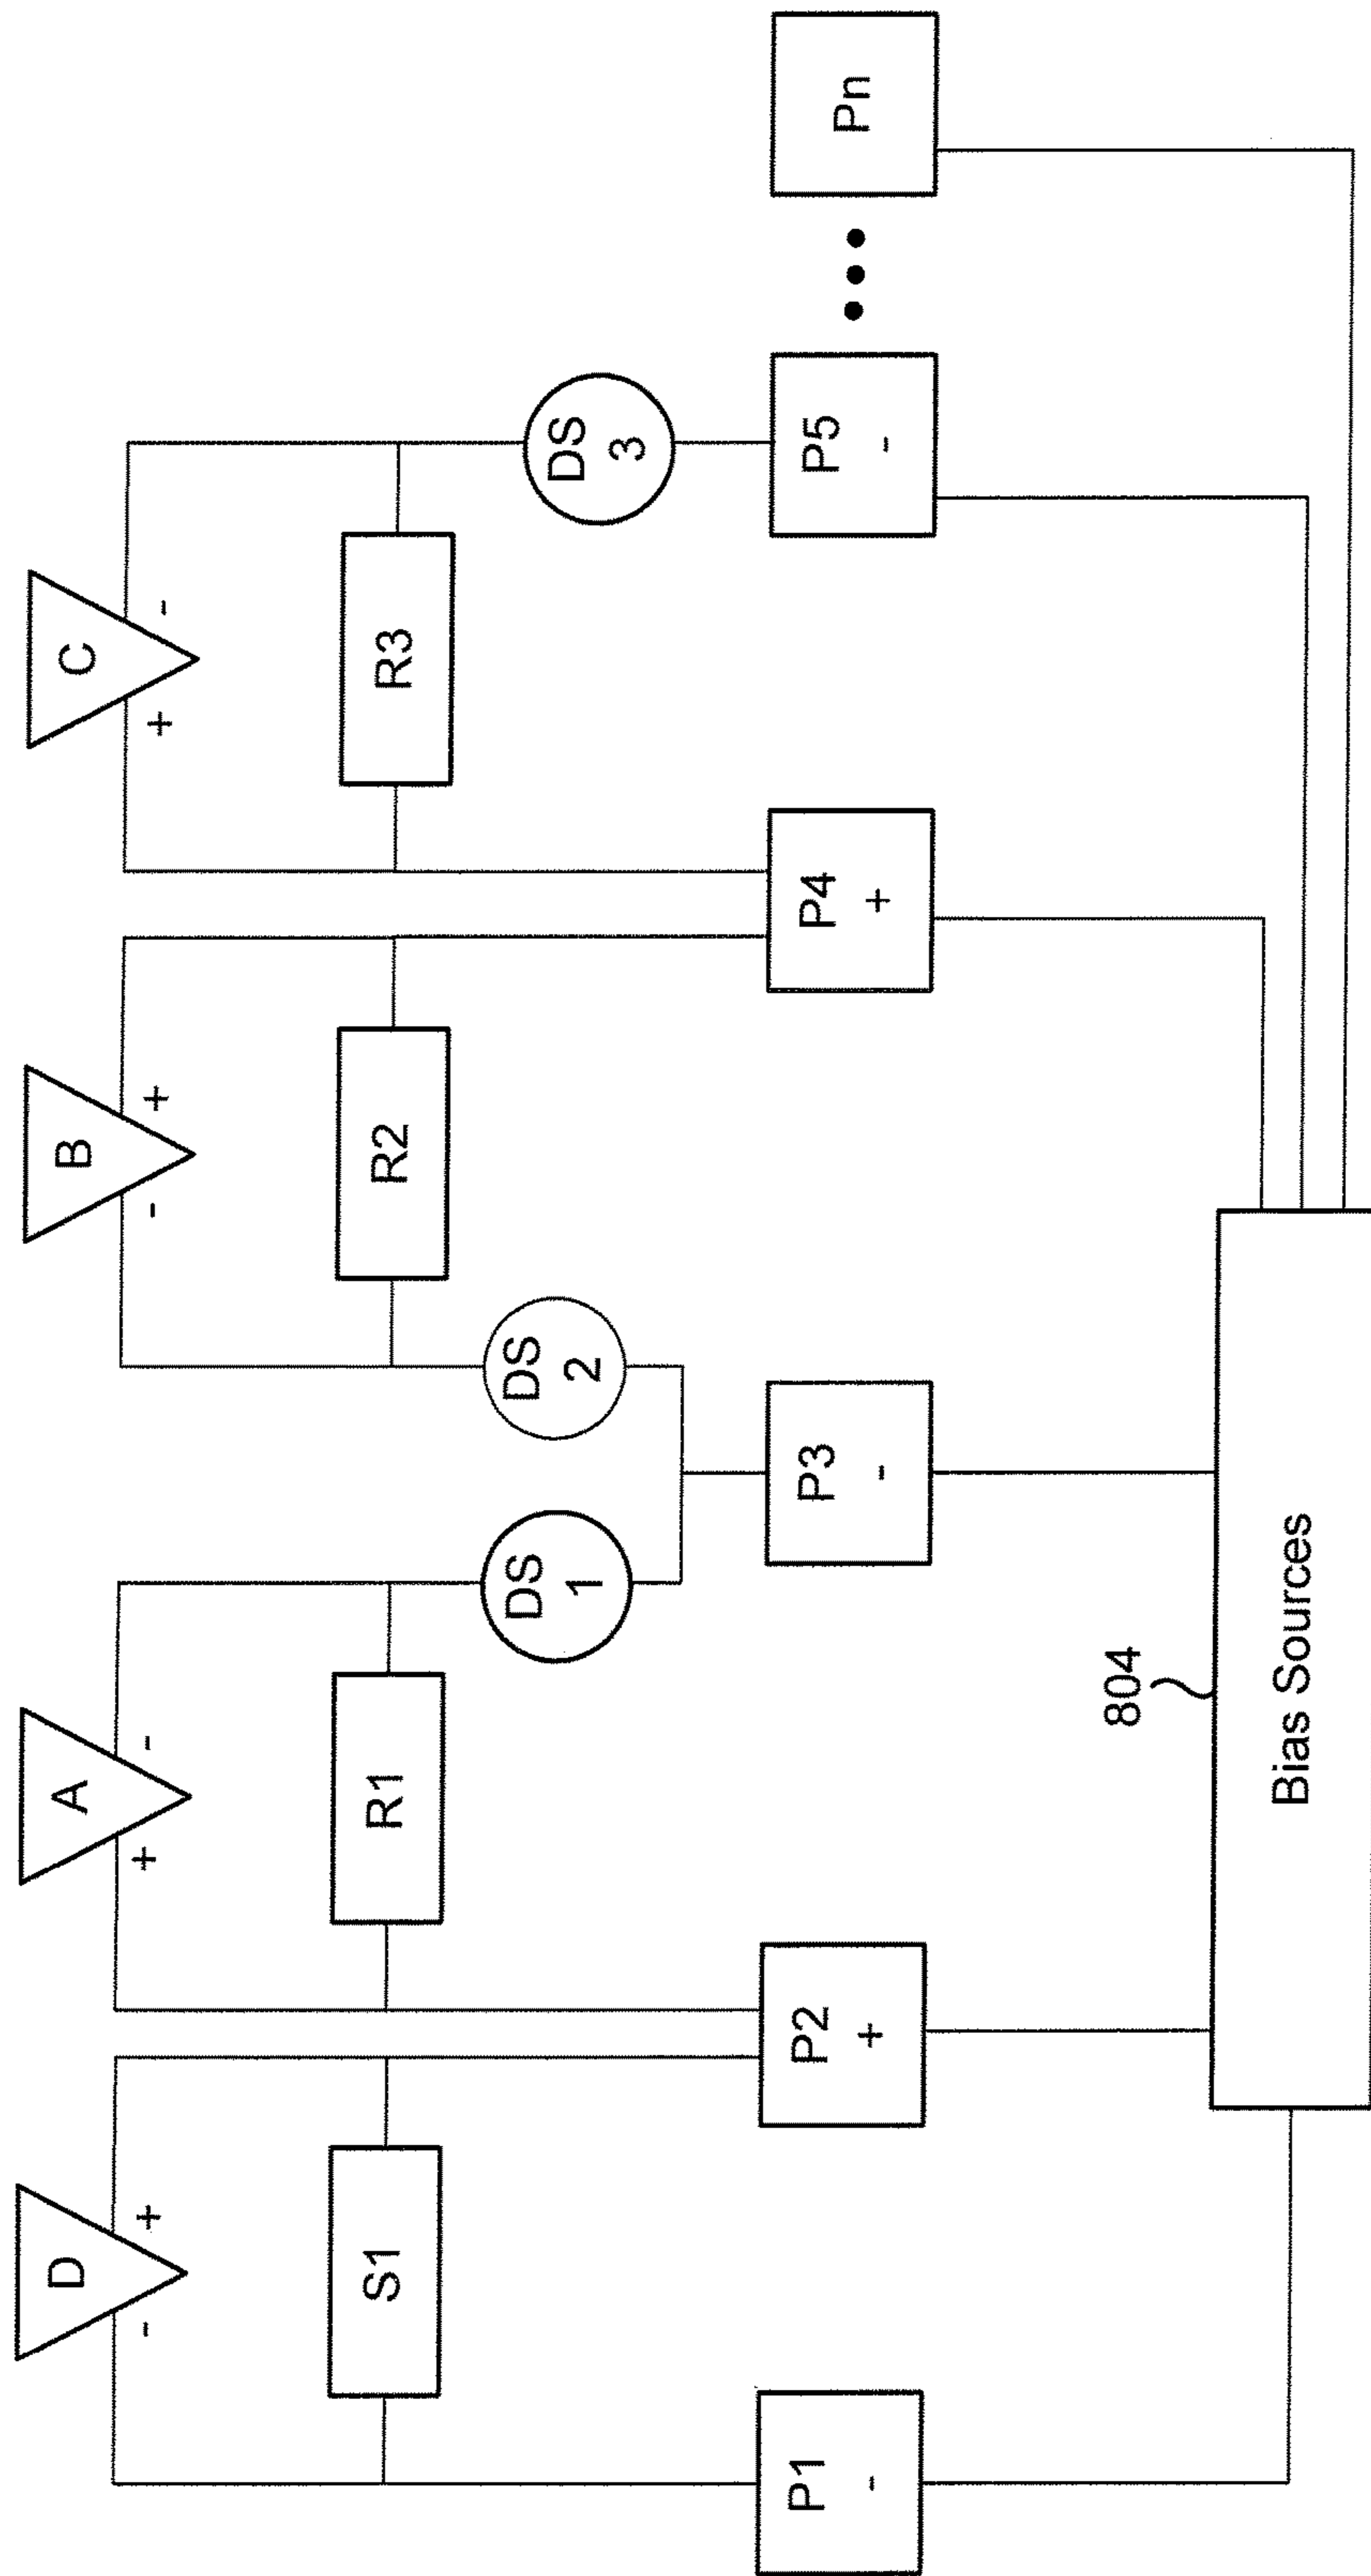 D A B C
- + + - - + + -
S1 R1 R2 R3
DS
1
DS
2
DS
3
P1
-
P2
+
P3
-
P4
+
P5
-
•••
Pn
804
Bias Sources